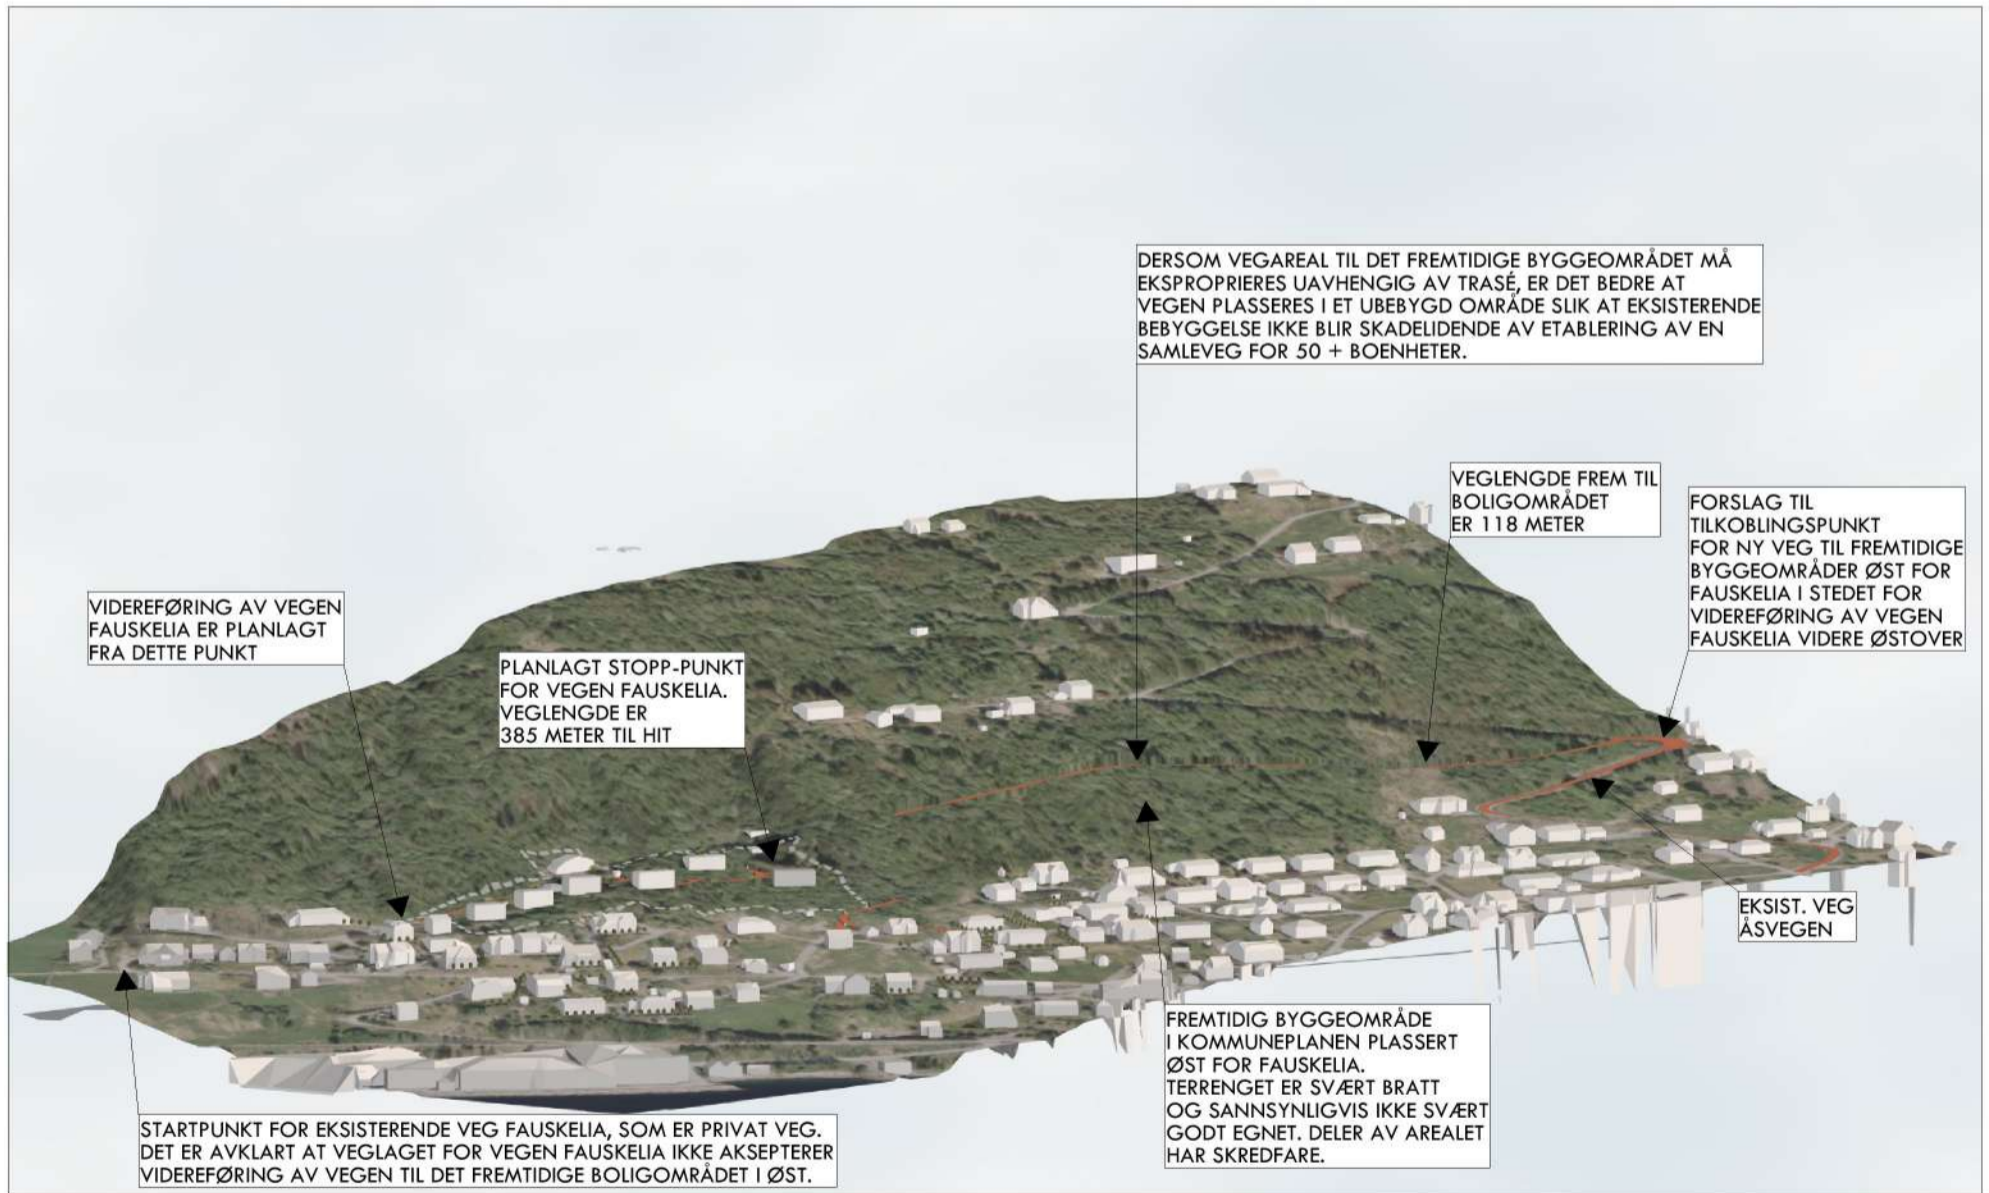 DERSOM VEGAREAL TIL DET FREMTIDIGE BYGGEOMRÅDET MÅ
EKSPROPRIERES UAVHENGIG AV TRASÉ, ER DET BEDRE AT
VEGEN PLASSERES I ET UBEBYGD OMRÅDE SLIK AT EKSISTERENDE
BEBYGGELSE IKKE BLIR SKADELIDENDE AV ETABLERING AV EN
SAMLEVEG FOR 50 + BOENHETER.
VEGLENGDE FREM TIL
BOLIGOMRÅDET
ER 118 METER
FORSLAG TIL
TILKOBLINGSPUNKT
FOR NY VEG TIL FREMTIDIGE
BYGGEOMRÅDER ØST FOR
FAUSKELIA I STEDET FOR
VIDEREFØRING AV VEGEN
FAUSKELIA VIDERE ØSTOVER
VIDEREFØRING AV VEGEN
FAUSKELIA ER PLANLAGT
FRA DETTE PUNKT
PLANLAGT STOPP-PUNKT
FOR VEGEN FAUSKELIA.
VEGLENGDE ER
385 METER TIL HIT
EKSIST. VEG
ÅSVEGEN
FREMTIDIG BYGGEOMRÅDE
I KOMMUNEPLANEN PLASSERT
ØST FOR FAUSKELIA.
TERRENGET ER SVÆRT BRATT
OG SANNSYNLIGVIS IKKE SVÆRT
GODT EGNET. DELER AV AREALET
HAR SKREDFARE.
STARTPUNKT FOR EKSISTERENDE VEG FAUSKELIA, SOM ER PRIVAT VEG.
DET ER AVKLART AT VEGLAGET FOR VEGEN FAUSKELIA IKKE AKSEPTERER
VIDEREFØRING AV VEGEN TIL DET FREMTIDIGE BOLIGOMRÅDET I ØST.